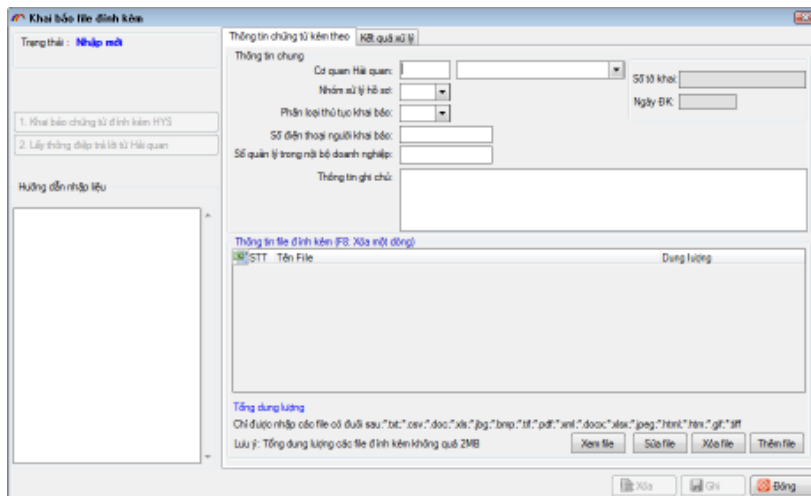 Khai báo file đính kèm
Trạng thái : Nhập mới
1. Khai báo chứng từ đính kèm HYS
2. Lấy thông điệp trả lời từ Hải quan
Hướng dẫn nhập liệu
Thông tin chứng từ kèm theo
Kết quả xử lý
Thông tin chung
Cơ quan Hải quan:
Nhóm xử lý hồ sơ:
Phân loại thủ tục khai báo:
Số điện thoại người khai báo:
Số quản lý trong nội bộ doanh nghiệp:
Thông tin ghi chú:
Số tờ khai:
Ngày ĐK:
Thông tin file đính kèm (F8: Xóa một dòng)
STT Tên File Dung lượng
Tổng dung lượng
Chỉ được nhập các file có đuôi sau:*.txt;*.csv;*.doc;*.xls;*.jbg;*.bmp;*.tif;*.pdf;*.xml;*.docx;*.xlsx;*.jpeg;*.html;*.htm;*.gif;*.tiff
Lưu ý: Tổng dung lượng các file đính kèm không quá 2MB
Xem file
Sửa file
Xóa file
Thêm file
Xóa
Ghi
Đóng